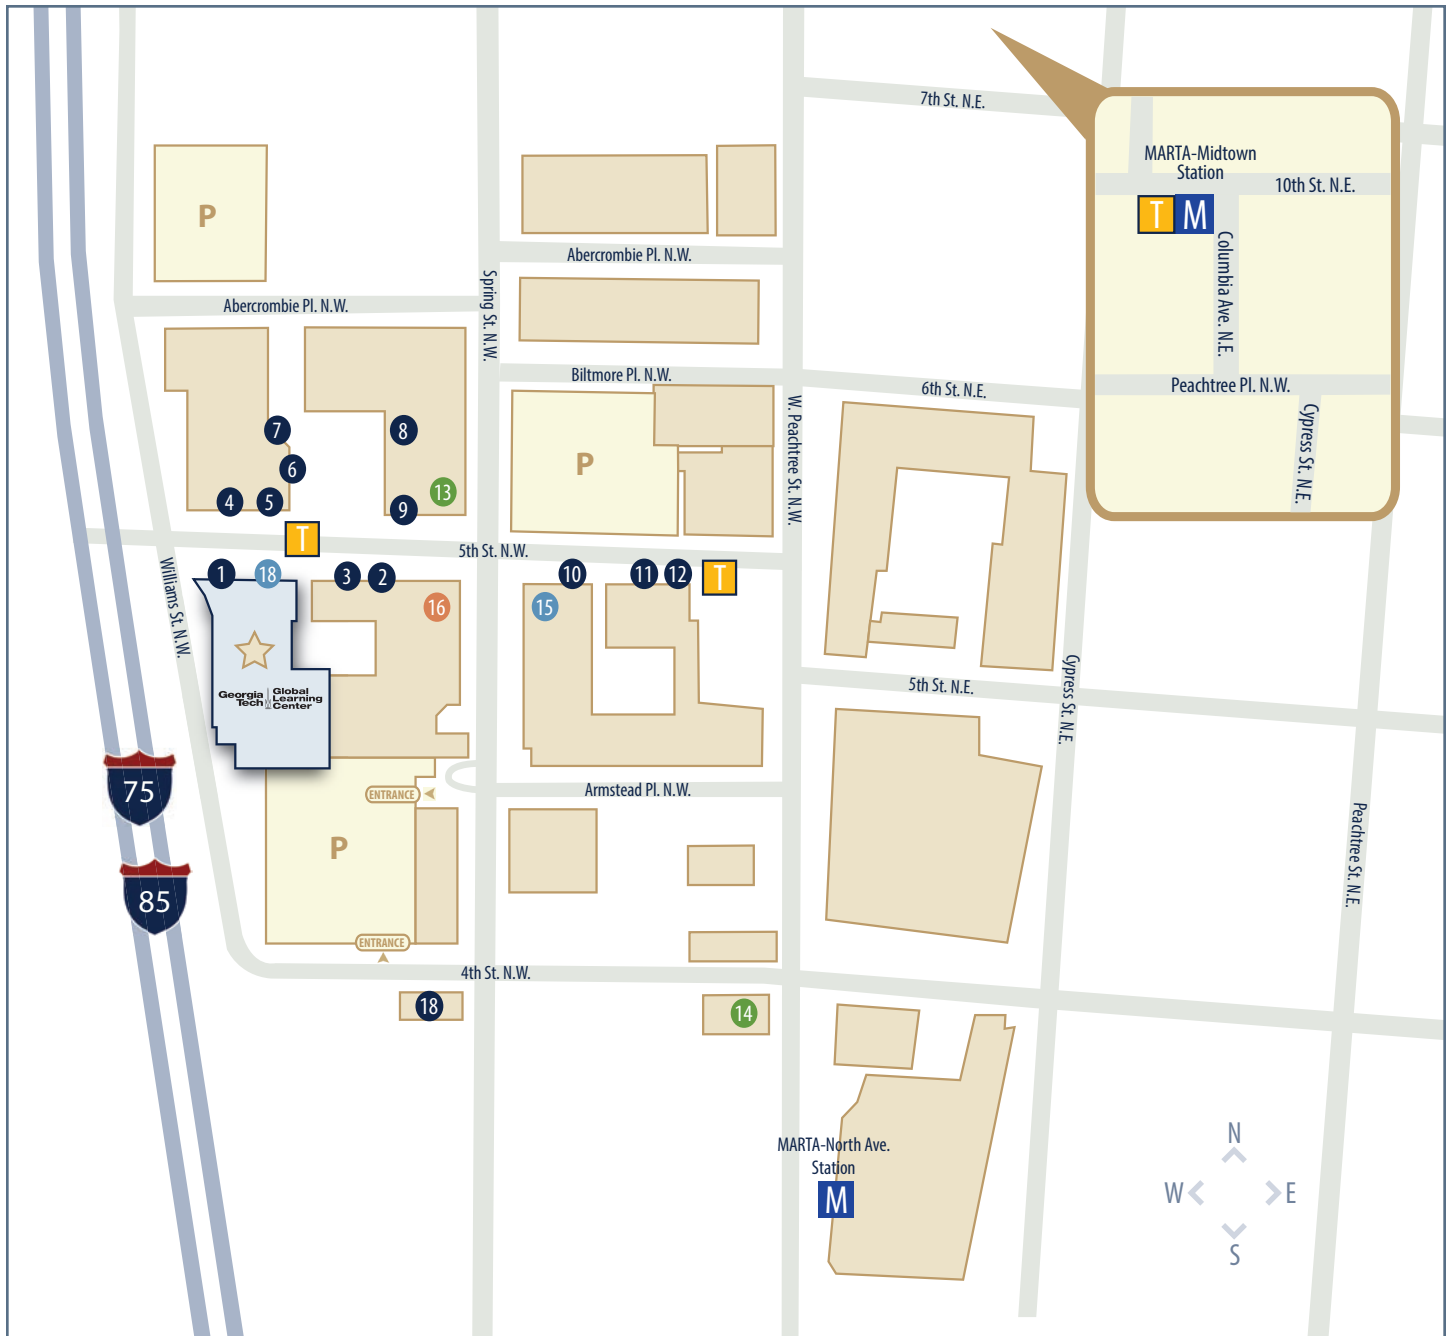 7th St. N.E.
MARTA-Midtown
Station
10th St. N.E.
T
M
Columbia Ave. N.E.
Peachtree Pl. N.W.
Cypress St. N.E.
P
Abercrombie Pl. N.W.
Abercrombie Pl. N.W.
Spring St. N.W.
Biltmore Pl. N.W.
6th St. N.E.
W. Peachtree St. N.W.
7
8
6
P
13
4
5
9
T
5th St. N.W.
Williams St. N.W.
1
18
3
2
10
11
12
T
16
15
Georgia
Tech
Global
Learning
Center
5th St. N.E.
Cypress St. N.E.
75
ENTRANCE
Armstead Pl. N.W.
P
Peachtree St. N.E.
85
ENTRANCE
4th St. N.W.
18
14
MARTA-North Ave.
Station
M
N
W
E
S